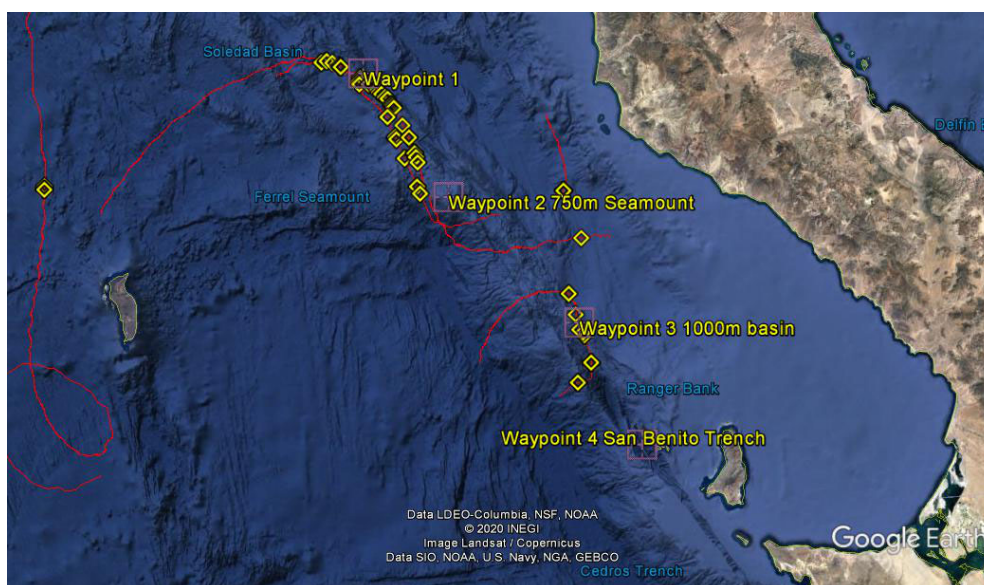 Soledad Basin
Waypoint 1
Delfin
Ferrel Seamount
Waypoint 2 750m Seamount
Waypoint 3 1000m basin
Ranger Bank
Waypoint 4 San Benito Trench
Data LDEO-Columbia, NSF, NOAA
© 2020 INEGI
Image Landsat / Copernicus
Data SIO, NOAA, U.S. Navy, NGA, GEBCO
Google Earth
Cedros Trench